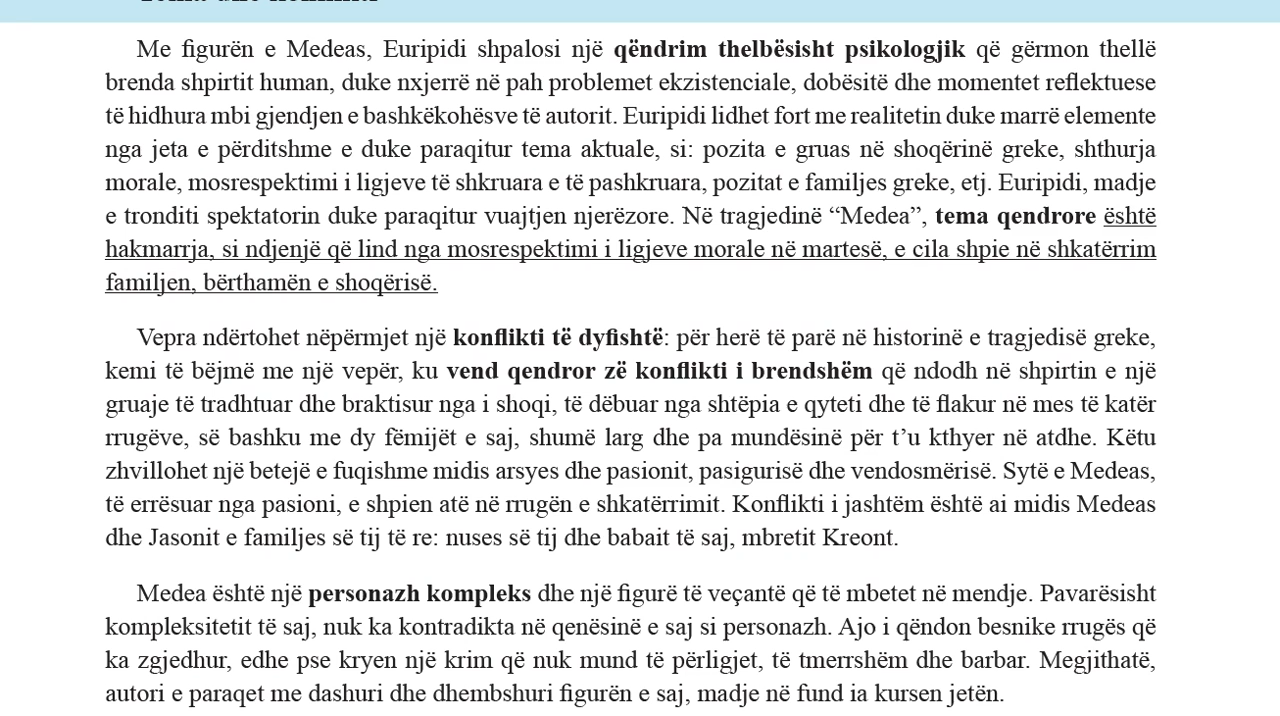 Me figurën e Medeas, Euripidi shpalosi një qëndrim thelbësisht psikologjik që gërmon thellë
brenda shpirtit human, duke nxjerrë në pah problemet ekzistenciale, dobësitë dhe momentet reflektuese
të hidhura mbi gjendjen e bashkëkohësve të autorit. Euripidi lidhet fort me realitetin duke marrë elemente
nga jeta e përditshme e duke paraqitur tema aktuale, si: pozita e gruas në shoqërinë greke, shthurja
morale, mosrespektimi i ligjeve të shkruara e të pashkruara, pozitat e familjes greke, etj. Euripidi, madje
e tronditi spektatorin duke paraqitur vuajtjen njerëzore. Në tragjedinë “Medea”, tema qendrore është
hakmarrja, si ndjenjë që lind nga mosrespektimi i ligjeve morale në martesë, e cila shpie në shkatërrim
familjen, bërthamën e shoqërisë.
Vepra ndërtohet nëpërmjet një konflikti të dyfishtë: për herë të parë në historinë e tragjedisë greke,
kemi të bëjmë me një vepër, ku vend qendror zë konflikti i brendshëm që ndodh në shpirtin e një
gruaje të tradhtuar dhe braktisur nga i shoqi, të dëbuar nga shtëpia e qyteti dhe të flakur në mes të katër
rrugëve, së bashku me dy fëmijët e saj, shumë larg dhe pa mundësinë për t’u kthyer në atdhe. Këtu
zhvillohet një betejë e fuqishme midis arsyes dhe pasionit, pasigurisë dhe vendosmërisë. Sytë e Medeas,
të errësuar nga pasioni, e shpien atë në rrugën e shkatërrimit. Konflikti i jashtëm është ai midis Medeas
dhe Jasonit e familjes së tij të re: nuses së tij dhe babait të saj, mbretit Kreont.
Medea është një personazh kompleks dhe një figurë të veçantë që të mbetet në mendje. Pavarësisht
kompleksitetit të saj, nuk ka kontradikta në qenësinë e saj si personazh. Ajo i qëndon besnike rrugës që
ka zgjedhur, edhe pse kryen një krim që nuk mund të përligjet, të tmerrshëm dhe barbar. Megjithatë,
autori e paraqet me dashuri dhe dhembshuri figurën e saj, madje në fund ia kursen jetën.